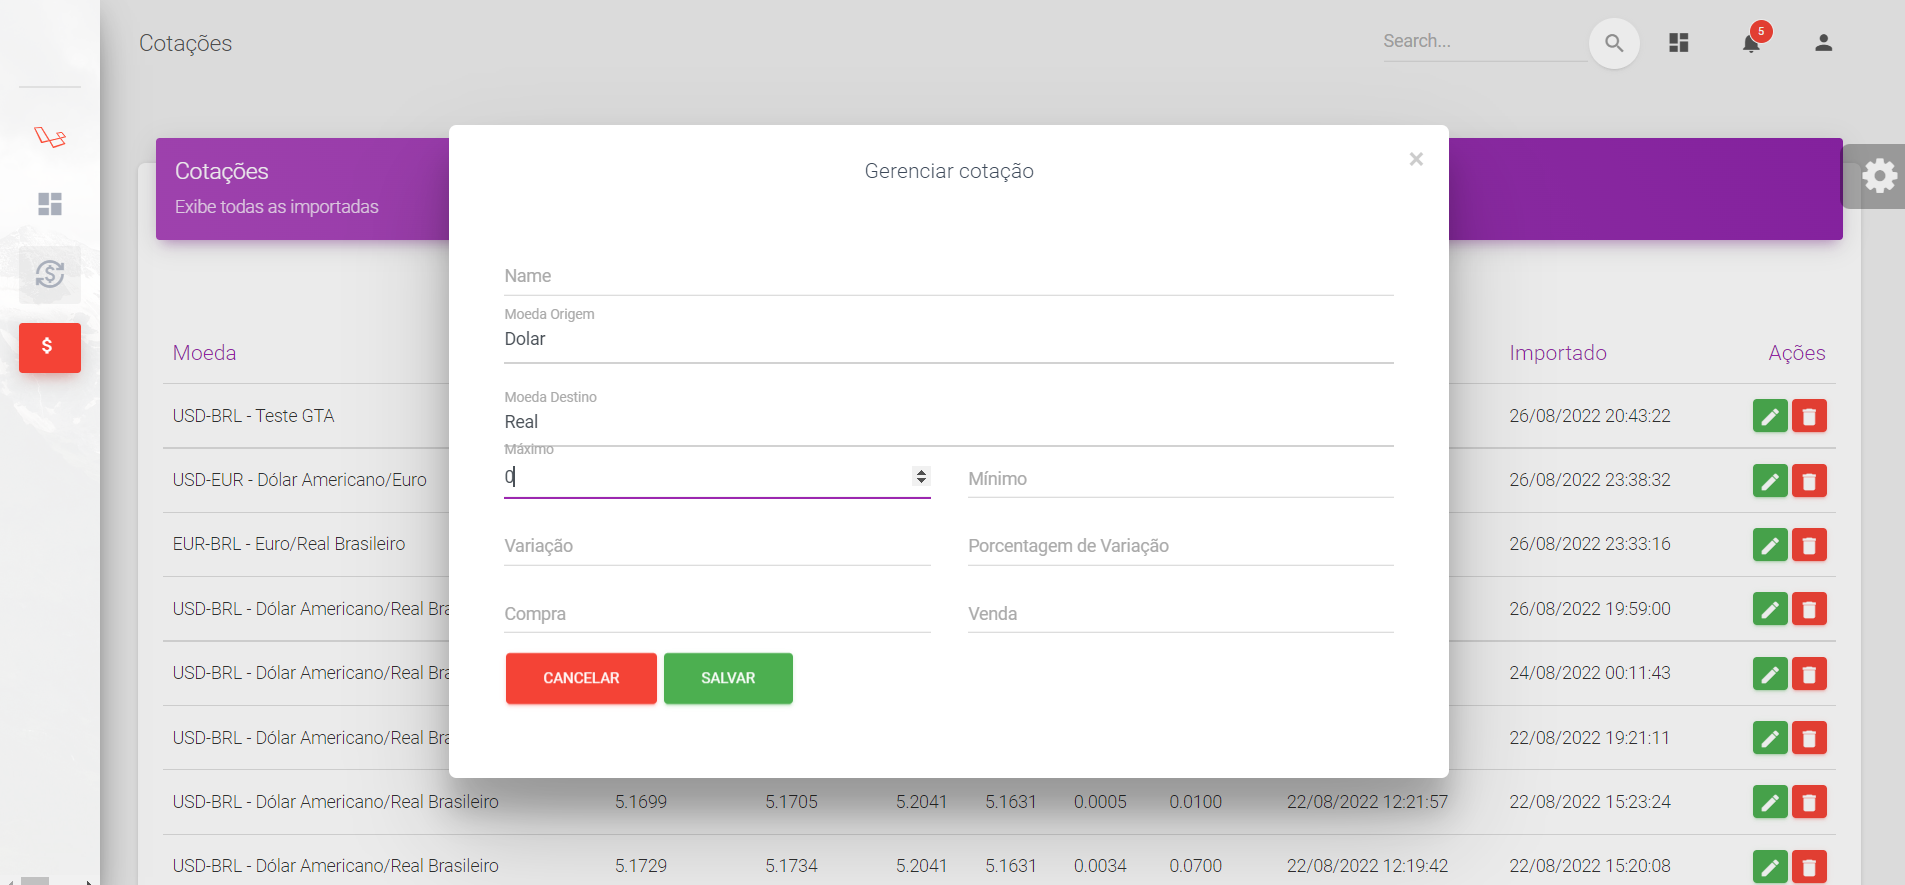 Cotações
Search...
5
Cotações
Exibe todas as importadas
Gerenciar cotação
×
Name
Moeda Origem
Dolar
Moeda Destino
Real
Máximo
0
Mínimo
Variação
Porcentagem de Variação
Compra
Venda
CANCELAR
SALVAR
$
Moeda
Importado
Ações
USD-BRL - Teste GTA
26/08/2022 20:43:22
USD-EUR - Dólar Americano/Euro
26/08/2022 23:38:32
EUR-BRL - Euro/Real Brasileiro
26/08/2022 23:33:16
USD-BRL - Dólar Americano/Real Bra
26/08/2022 19:59:00
USD-BRL - Dólar Americano/Real Bra
24/08/2022 00:11:43
USD-BRL - Dólar Americano/Real Bra
22/08/2022 19:21:11
USD-BRL - Dólar Americano/Real Brasileiro 5.1699 5.1705 5.2041 5.1631 0.0005 0.0100 22/08/2022 12:21:57 22/08/2022 15:23:24
USD-BRL - Dólar Americano/Real Brasileiro 5.1729 5.1734 5.2041 5.1631 0.0034 0.0700 22/08/2022 12:19:42 22/08/2022 15:20:08